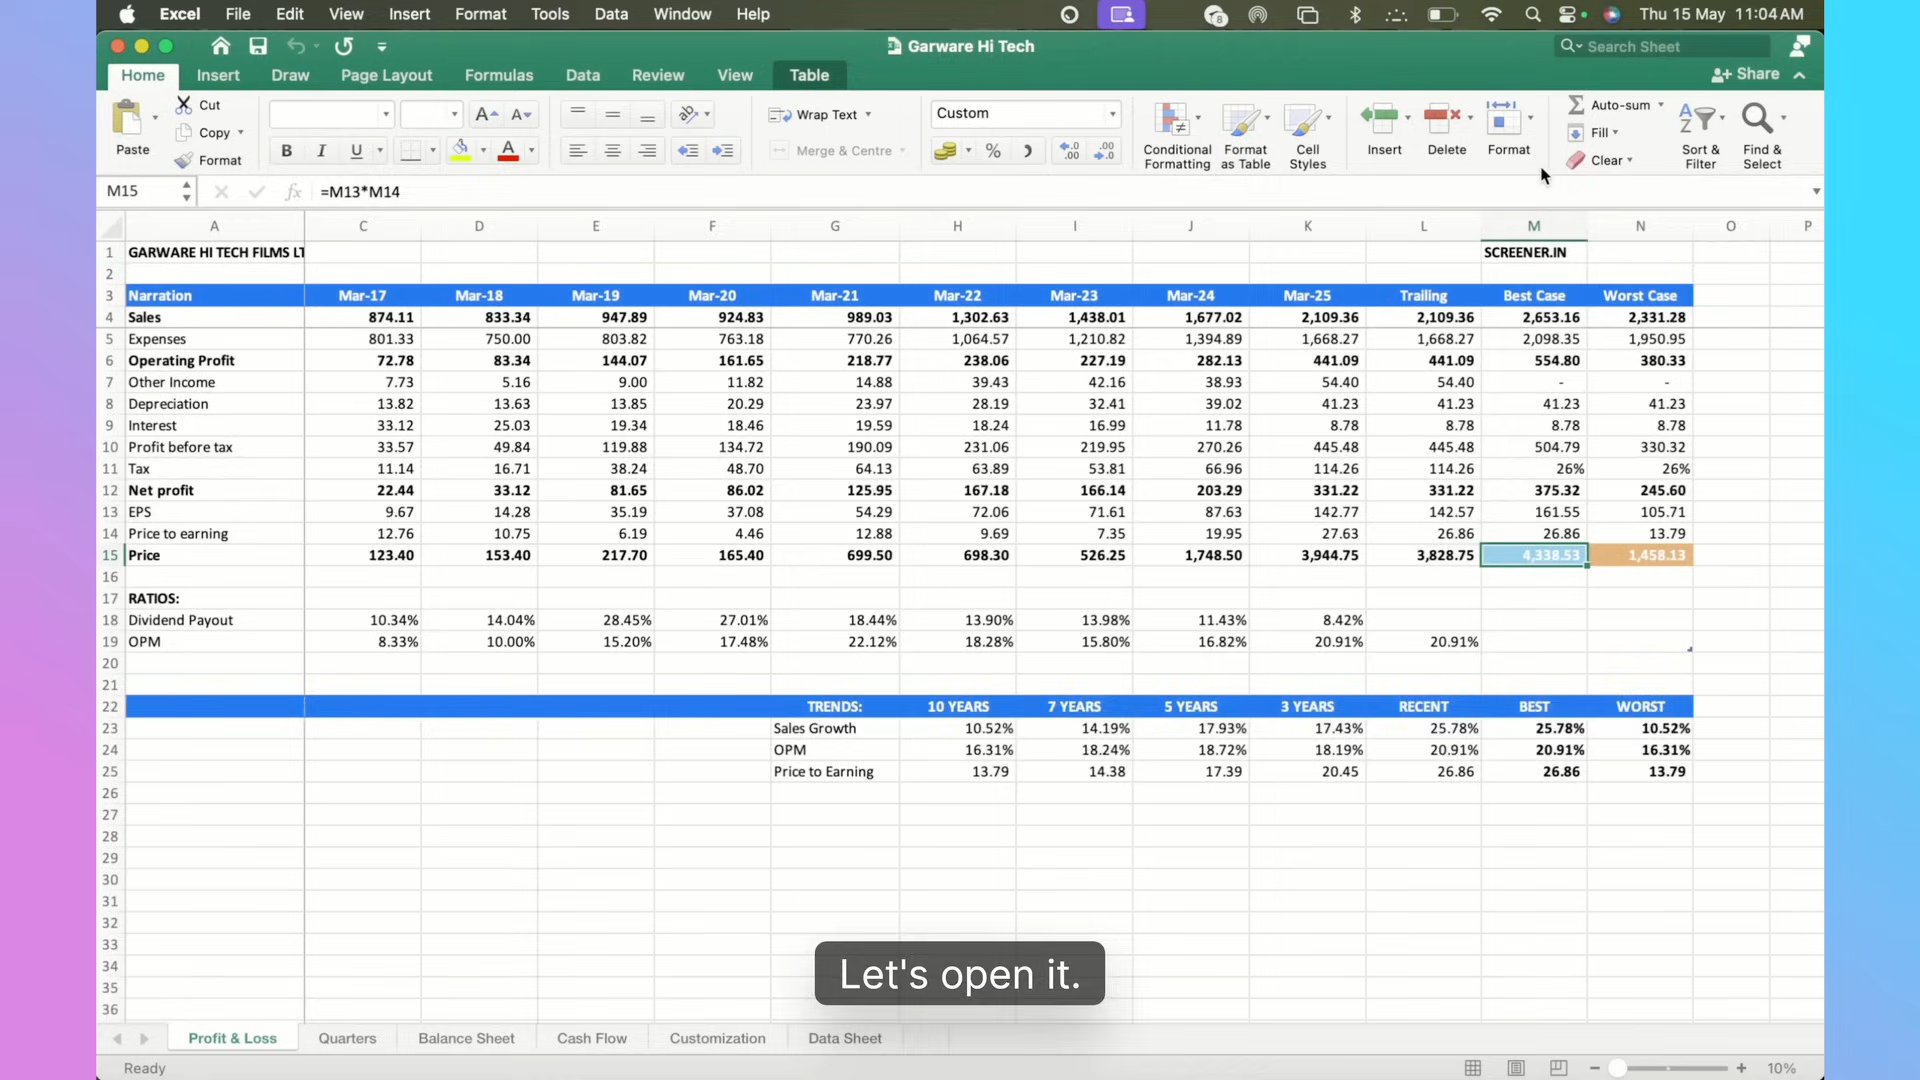 Excel File Edit View Insert Format Tools Data Window Help 8 Thu 15 May 11:04 AM
Garware Hi Tech Search Sheet
Home Insert Draw Page Layout Formulas Data Review View Table Share
Paste Cut Copy Format
B I U A A A
Wrap Text Merge & Centre
Custom %
Conditional Formatting Format as Table Cell Styles Insert Delete Format
Auto-sum Fill Clear Sort & Filter Find & Select
M15 fx =M13*M14
A C D E F G H I J K L M N O P
1 GARWARE HI TECH FILMS LT SCREENER.IN
2
3 Narration Mar-17 Mar-18 Mar-19 Mar-20 Mar-21 Mar-22 Mar-23 Mar-24 Mar-25 Trailing Best Case Worst Case
4 Sales 874.11 833.34 947.89 924.83 989.03 1,302.63 1,438.01 1,677.02 2,109.36 2,109.36 2,653.16 2,331.28
5 Expenses 801.33 750.00 803.82 763.18 770.26 1,064.57 1,210.82 1,394.89 1,668.27 1,668.27 2,098.35 1,950.95
6 Operating Profit 72.78 83.34 144.07 161.65 218.77 238.06 227.19 282.13 441.09 441.09 554.80 380.33
7 Other Income 7.73 5.16 9.00 11.82 14.88 39.43 42.16 38.93 54.40 54.40 - -
8 Depreciation 13.82 13.63 13.85 20.29 23.97 28.19 32.41 39.02 41.23 41.23 41.23 41.23
9 Interest 33.12 25.03 19.34 18.46 19.59 18.24 16.99 11.78 8.78 8.78 8.78 8.78
10 Profit before tax 33.57 49.84 119.88 134.72 190.09 231.06 219.95 270.26 445.48 445.48 504.79 330.32
11 Tax 11.14 16.71 38.24 48.70 64.13 63.89 53.81 66.96 114.26 114.26 26% 26%
12 Net profit 22.44 33.12 81.65 86.02 125.95 167.18 166.14 203.29 331.22 331.22 375.32 245.60
13 EPS 9.67 14.28 35.19 37.08 54.29 72.06 71.61 87.63 142.77 142.57 161.55 105.71
14 Price to earning 12.76 10.75 6.19 4.46 12.88 9.69 7.35 19.95 27.63 26.86 26.86 13.79
15 Price 123.40 153.40 217.70 165.40 699.50 698.30 526.25 1,748.50 3,944.75 3,828.75 4,338.53 1,458.13
16
17 RATIOS:
18 Dividend Payout 10.34% 14.04% 28.45% 27.01% 18.44% 13.90% 13.98% 11.43% 8.42%
19 OPM 8.33% 10.00% 15.20% 17.48% 22.12% 18.28% 15.80% 16.82% 20.91% 20.91%
20
21
22 TRENDS: 10 YEARS 7 YEARS 5 YEARS 3 YEARS RECENT BEST WORST
23 Sales Growth 10.52% 14.19% 17.93% 17.43% 25.78% 25.78% 10.52%
24 OPM 16.31% 18.24% 18.72% 18.19% 20.91% 20.91% 16.31%
25 Price to Earning 13.79 14.38 17.39 20.45 26.86 26.86 13.79
26
27
28
29
30
31
32
33
34
35
36
Let's open it.
Profit & Loss Quarters Balance Sheet Cash Flow Customization Data Sheet
Ready 10%